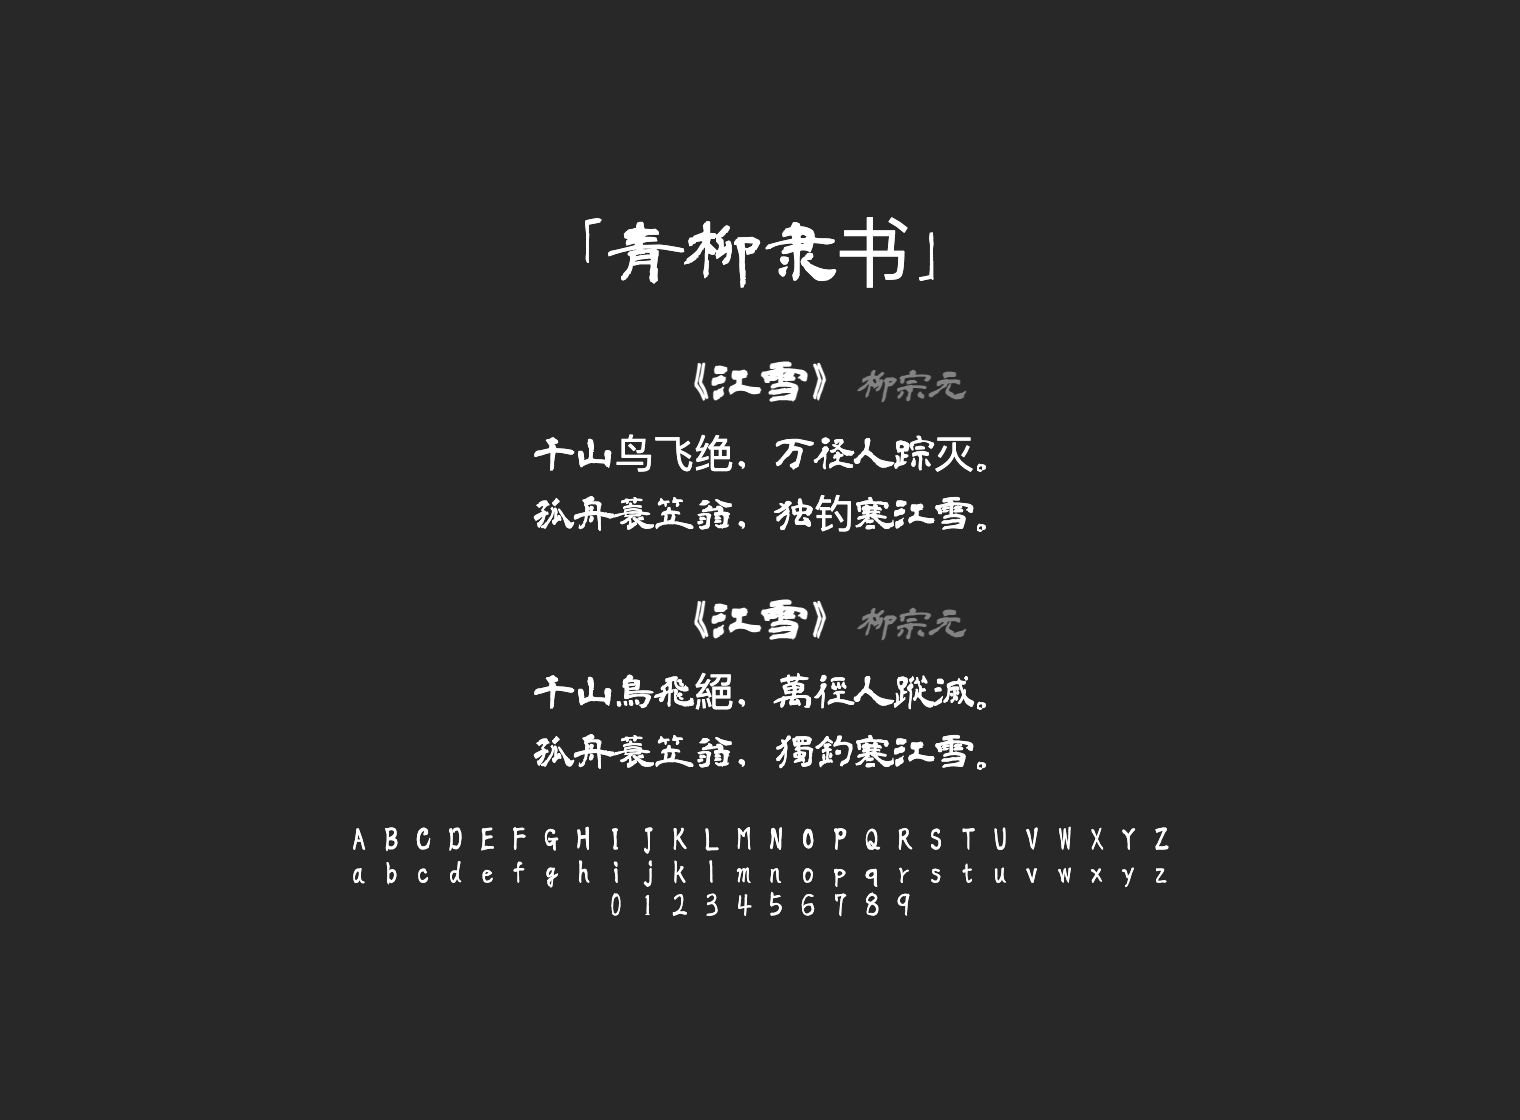 「青柳隶书」
《江雪》 柳宗元
千山鸟飞绝，万径人踪灭。
孤舟蓑笠翁，独钓寒江雪。
《江雪》 柳宗元
千山鳥飛絕，萬徑人蹤滅。
孤舟蓑笠翁，獨釣寒江雪。
A B C D E F G H I J K L M N O P Q R S T U V W X Y Z
a b c d e f g h i j k l m n o p q r s t u v w x y z
0 1 2 3 4 5 6 7 8 9